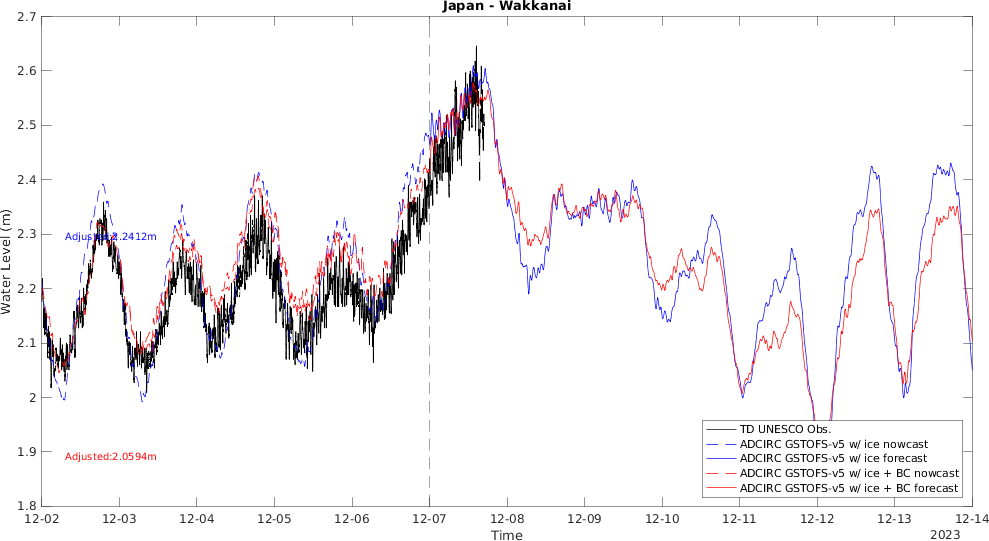 Japan - Wakkanai
Water Level (m)
2.7
2.6
2.5
2.4
2.3
2.2
2.1
2
1.9
1.8
Adjusted:2.2412m
Adjusted:2.0594m
TD UNESCO Obs.
ADCIRC GSTOFS-v5 w/ ice nowcast
ADCIRC GSTOFS-v5 w/ ice forecast
ADCIRC GSTOFS-v5 w/ ice + BC nowcast
ADCIRC GSTOFS-v5 w/ ice + BC forecast
12-02 12-03 12-04 12-05 12-06 12-07 12-08 12-09 12-10 12-11 12-12 12-13 12-14
Time
2023